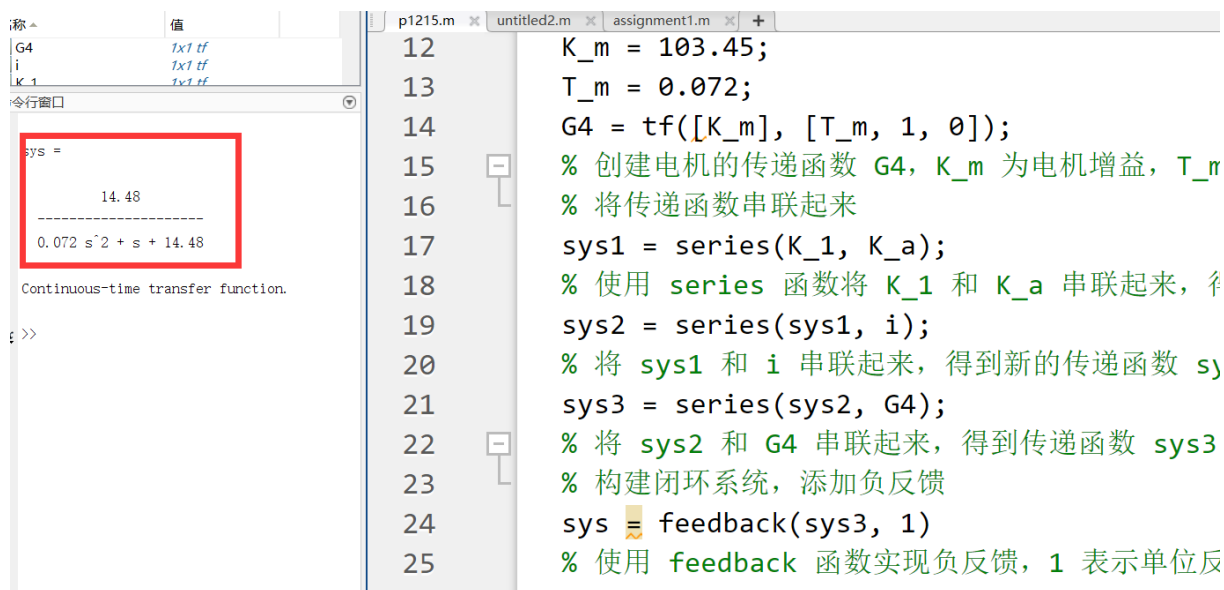 称 值
G4 1x1 tf
i 1x1 tf
K_1 1x1 tf
令行窗口
sys =
14.48
---------------------
0.072 s^2 + s + 14.48
Continuous-time transfer function.
>>
p1215.m × untitled2.m × assignment1.m × +
12 K_m = 103.45;
13 T_m = 0.072;
14 G4 = tf([K_m], [T_m, 1, 0]);
15 % 创建电机的传递函数 G4，K_m 为电机增益，T_m
16 % 将传递函数串联起来
17 sys1 = series(K_1, K_a);
18 % 使用 series 函数将 K_1 和 K_a 串联起来，得
19 sys2 = series(sys1, i);
20 % 将 sys1 和 i 串联起来，得到新的传递函数 sy
21 sys3 = series(sys2, G4);
22 % 将 sys2 和 G4 串联起来，得到传递函数 sys3
23 % 构建闭环系统，添加负反馈
24 sys = feedback(sys3, 1)
25 % 使用 feedback 函数实现负反馈，1 表示单位反